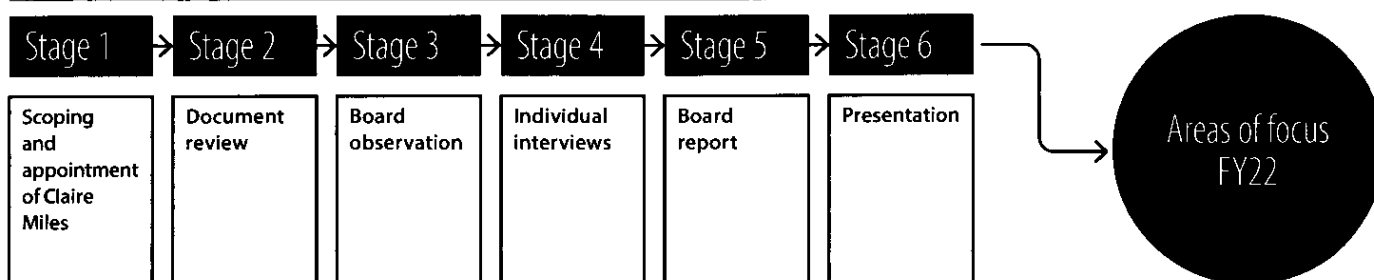 Stage 1
Stage 2
Stage 3
Stage 4
Stage 5
Stage 6
Scoping
and
appointment
of Claire
Miles
Document
review
Board
observation
Individual
interviews
Board
report
Presentation
Areas of focus
FY22